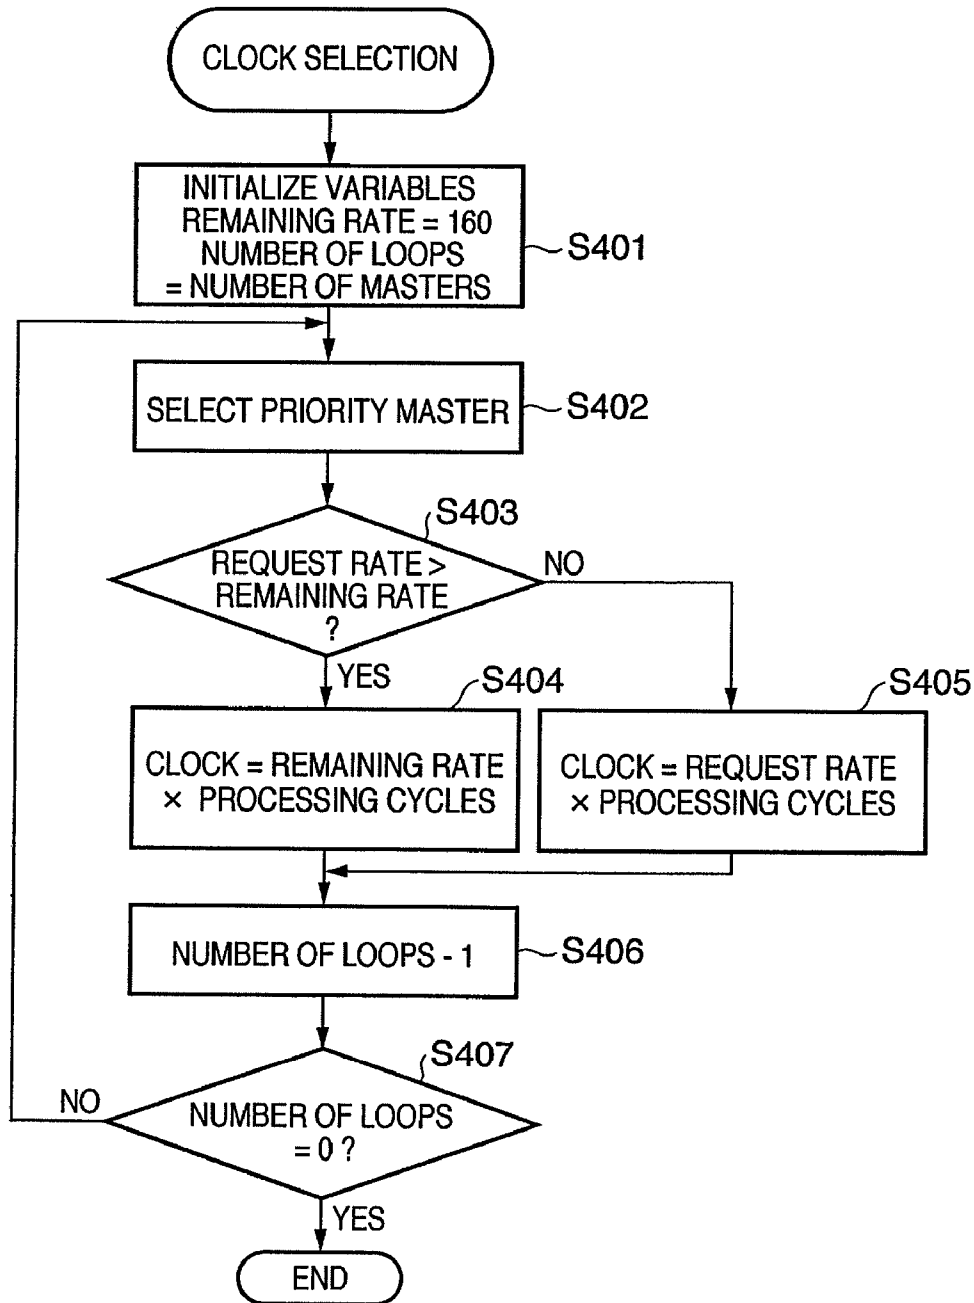 CLOCK SELECTION
INITIALIZE VARIABLES
REMAINING RATE = 160
NUMBER OF LOOPS
= NUMBER OF MASTERS
S401
SELECT PRIORITY MASTER
S402
S403
REQUEST RATE >
REMAINING RATE
?
NO
YES
S404
S405
CLOCK = REMAINING RATE
× PROCESSING CYCLES
CLOCK = REQUEST RATE
× PROCESSING CYCLES
NUMBER OF LOOPS - 1
S406
S407
NO
NUMBER OF LOOPS
= 0 ?
YES
END